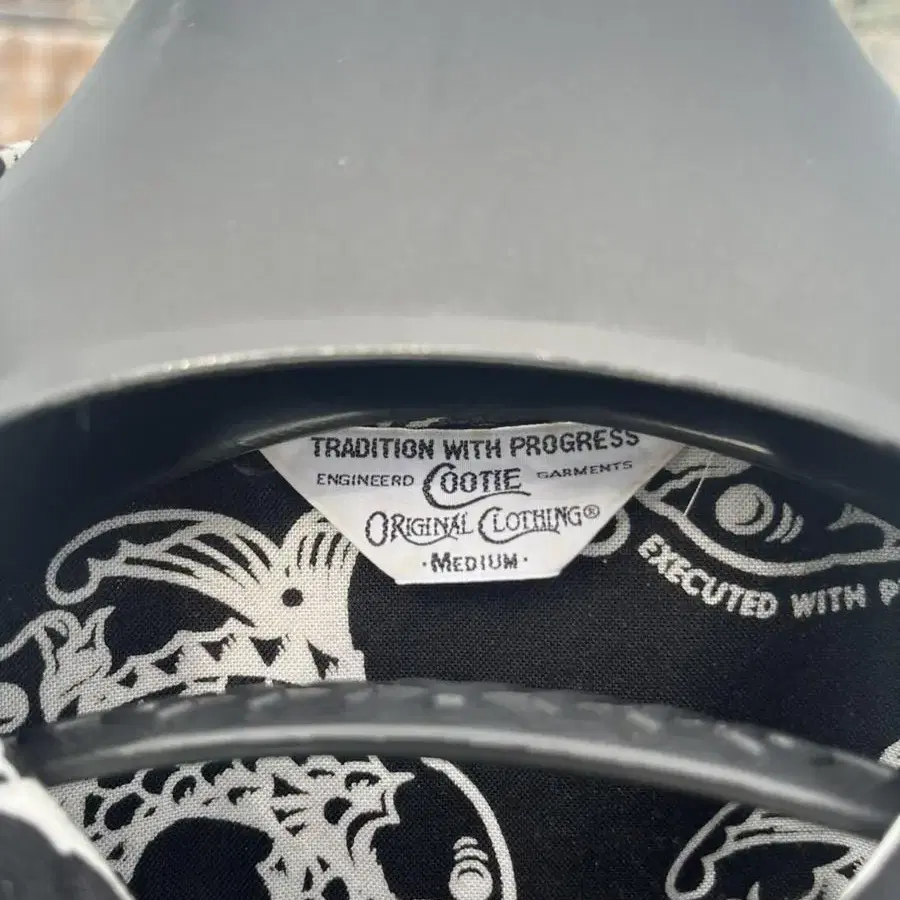 TRADITION WITH PROGRESS
ENGINEERD COOTIE GARMENTS
ORIGINAL CLOTHING®
·MEDIUM·
EXECUTED WITH